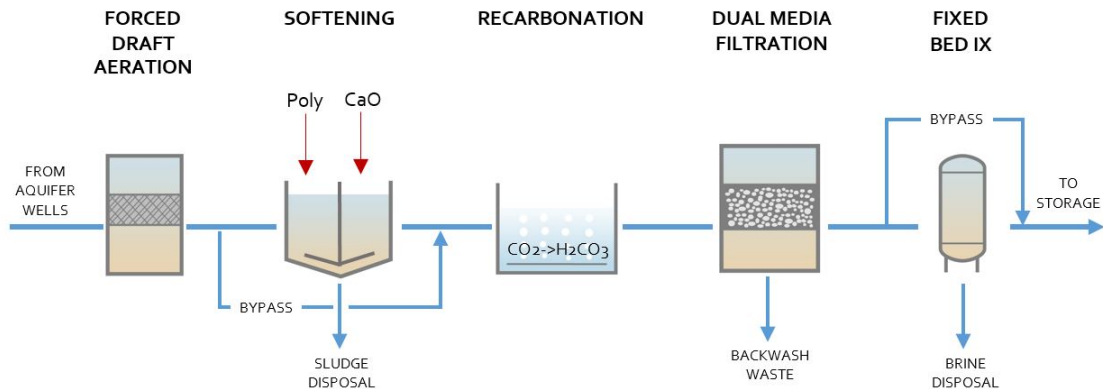 FORCED
DRAFT
AERATION
SOFTENING
RECARBONATION
DUAL MEDIA
FILTRATION
FIXED
BED IX
Poly
CaO
BYPASS
FROM
AQUIFER
WELLS
TO
STORAGE
CO2->H2CO3
BYPASS
SLUDGE
DISPOSAL
BACKWASH
WASTE
BRINE
DISPOSAL